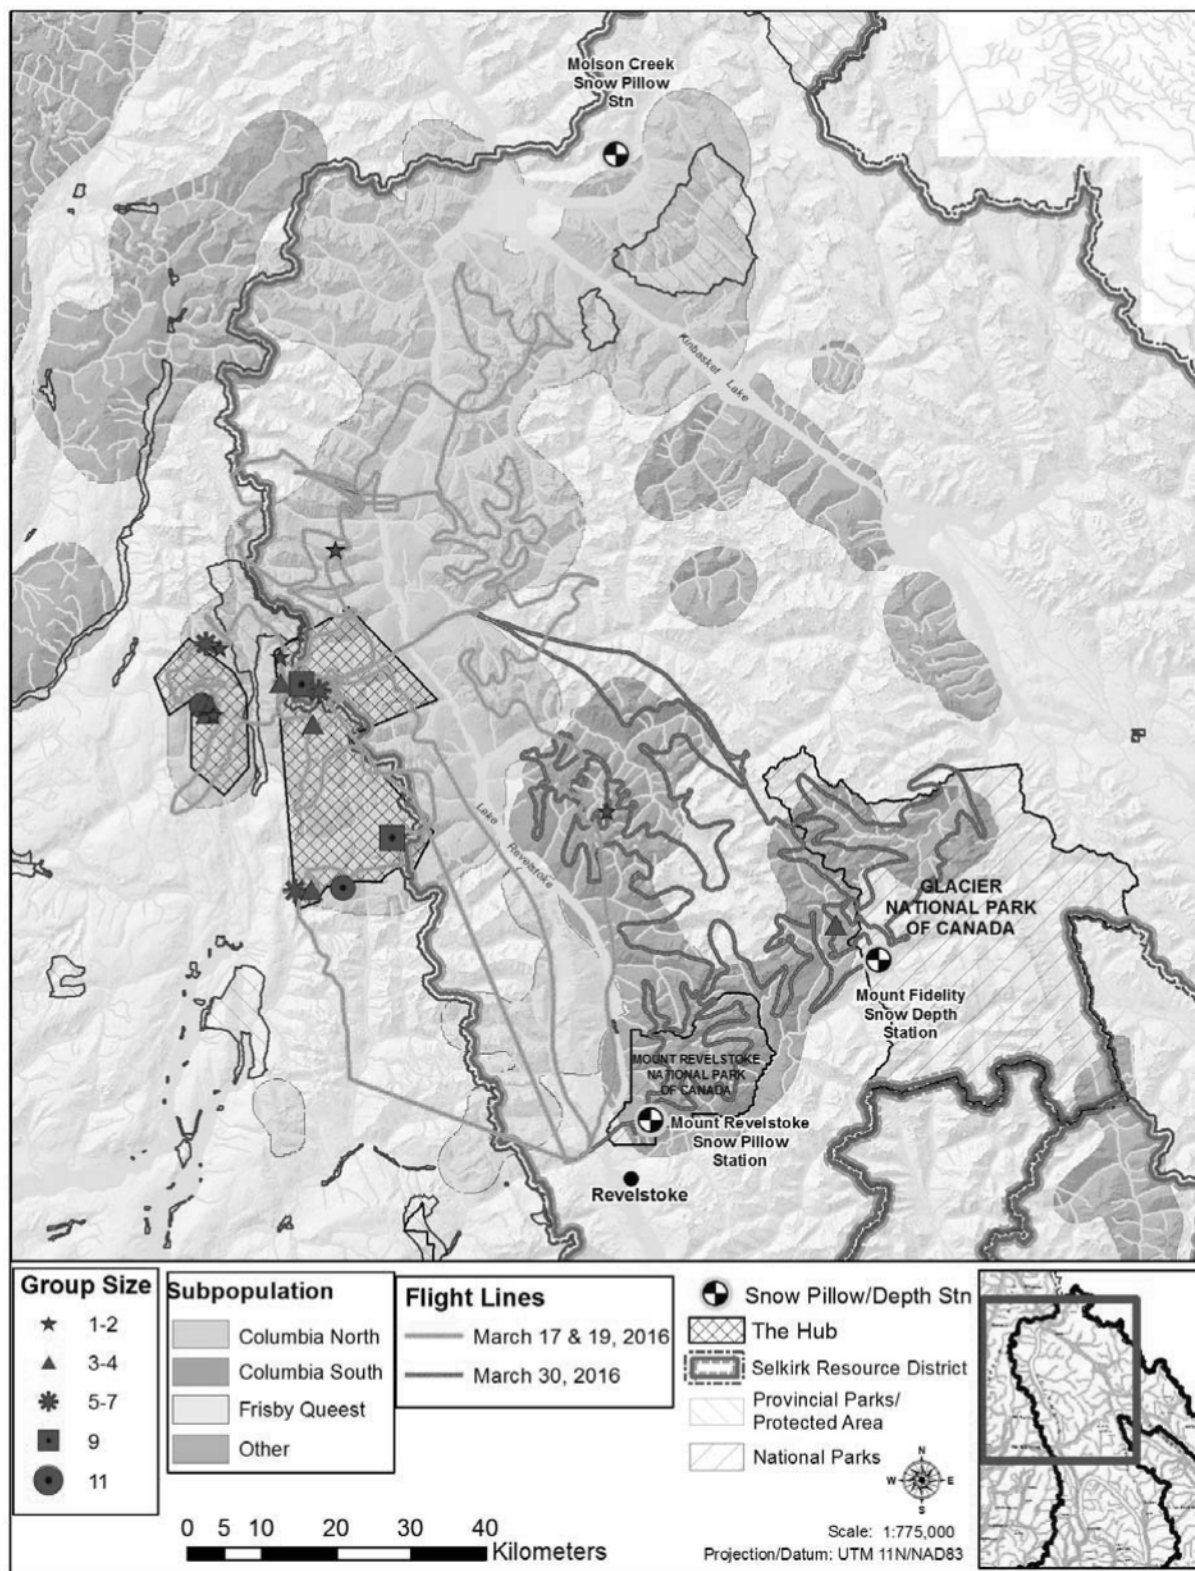 Molson Creek
Snow Pillow
Stn
Kinbasket Lake
Lake Revelstoke
GLACIER
NATIONAL PARK
OF CANADA
Mount Fidelity
Snow Depth
Station
MOUNT REVELSTOKE
NATIONAL PARK
OF CANADA
Mount Revelstoke
Snow Pillow
Station
Revelstoke
Group Size
1-2
3-4
5-7
9
11
Subpopulation
Columbia North
Columbia South
Frisby Queest
Other
Flight Lines
March 17 & 19, 2016
March 30, 2016
Snow Pillow/Depth Stn
The Hub
Selkirk Resource District
Provincial Parks/
Protected Area
National Parks
N
W E
S
0 5 10 20 30 40
Kilometers
Scale: 1:775,000
Projection/Datum: UTM 11N/NAD83